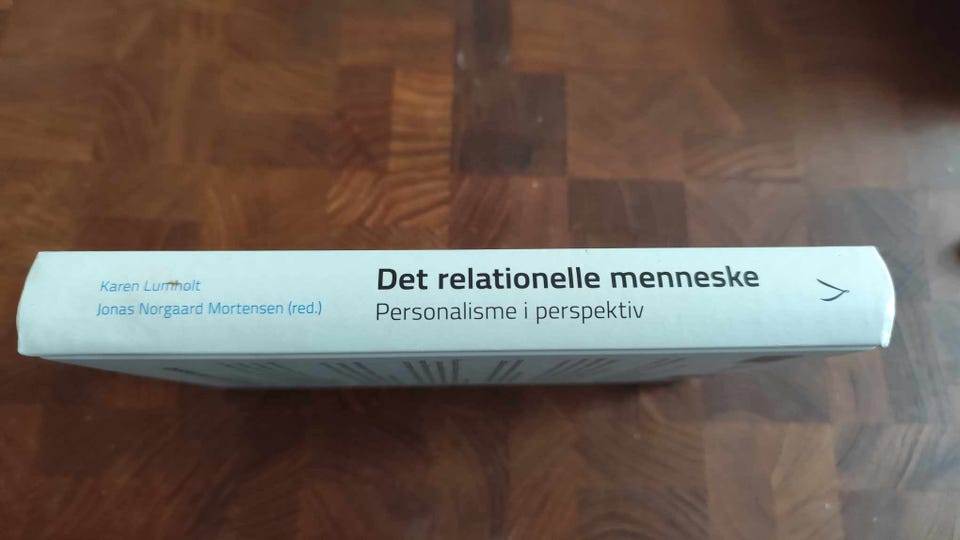 Karen Lumholt
Jonas Norgaard Mortensen (red.)
Det relationelle menneske
Personalisme i perspektiv